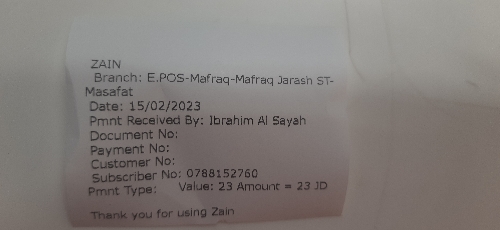 ZAIN
Branch: E.POS-Mafraq-Mafraq Jarash ST-
Masafat
Date: 15/02/2023
Pmnt Received By: Ibrahim Al Sayah
Document No:
Payment No:
Customer No:
Subscriber No: 0788152760
Pmnt Type: Value: 23 Amount = 23 JD
Thank you for using Zain